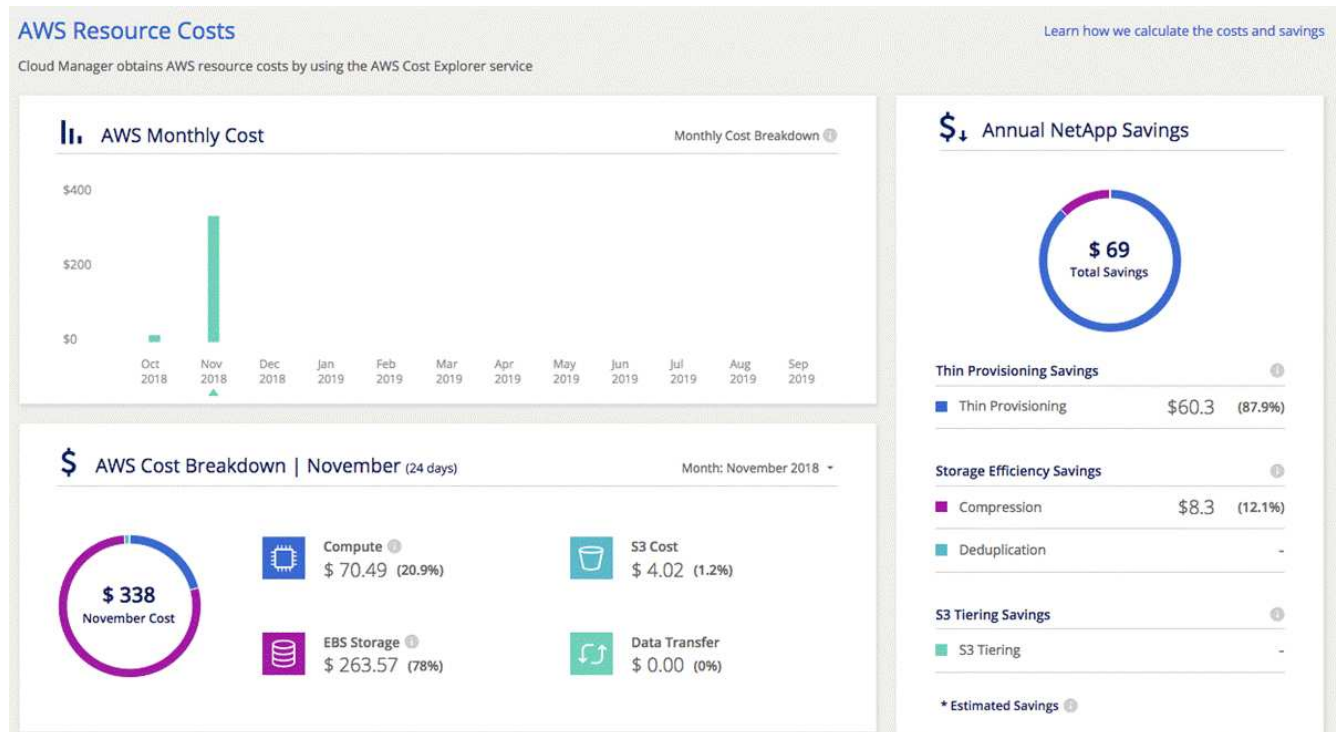 AWS Resource Costs
Learn how we calculate the costs and savings
Cloud Manager obtains AWS resource costs by using the AWS Cost Explorer service
AWS Monthly Cost
Monthly Cost Breakdown
$400
$200
$0
Oct Nov Dec Jan Feb Mar Apr May Jun Jul Aug Sep
2018 2018 2018 2019 2019 2019 2019 2019 2019 2019 2019 2019
AWS Cost Breakdown | November (24 days)
Month: November 2018
$ 338
November Cost
Compute
$ 70.49 (20.9%)
S3 Cost
$ 4.02 (1.2%)
EBS Storage
$ 263.57 (78%)
Data Transfer
$ 0.00 (0%)
Annual NetApp Savings
$ 69
Total Savings
Thin Provisioning Savings
Thin Provisioning $60.3 (87.9%)
Storage Efficiency Savings
Compression $8.3 (12.1%)
Deduplication -
S3 Tiering Savings
S3 Tiering -
* Estimated Savings